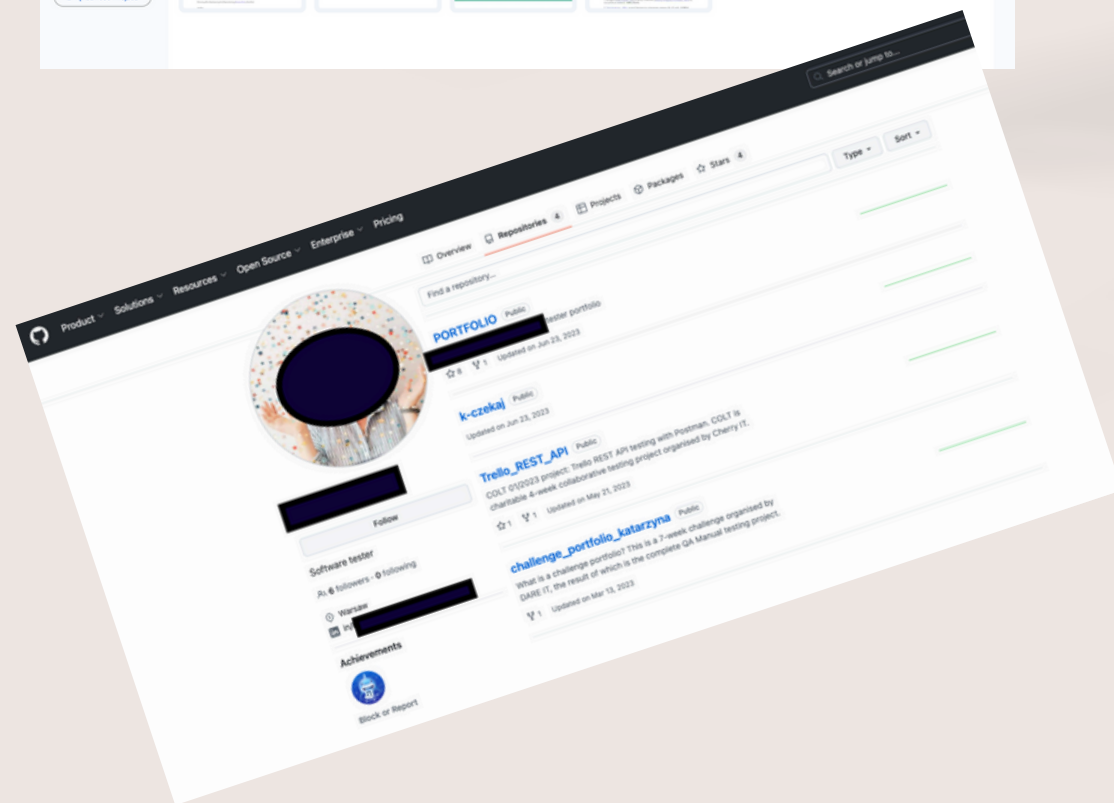 Search or jump to...
Product
Solutions
Resources
Open Source
Enterprise
Pricing
Overview
Repositories 4
Projects
Packages
Stars 4
Find a repository...
Type
Sort
PORTFOLIO Public
tester portfolio
Updated on Jun 23, 2023
k-czekaj Public
Updated on Jun 23, 2023
Trello_REST_API Public
COLT 01/2023 project: Trello REST API testing with Postman. COLT is
charitable 4-week collaborative testing project organised by Cherry IT.
1 1 Updated on May 21, 2023
challenge_portfolio_katarzyna Public
What is a challenge portfolio? This is a 7-week challenge organised by
DARE IT, the result of which is the complete QA Manual testing project.
1 Updated on Mar 13, 2023
Follow
Software tester
6 followers · 0 following
Warsaw
in
Achievements
Block or Report